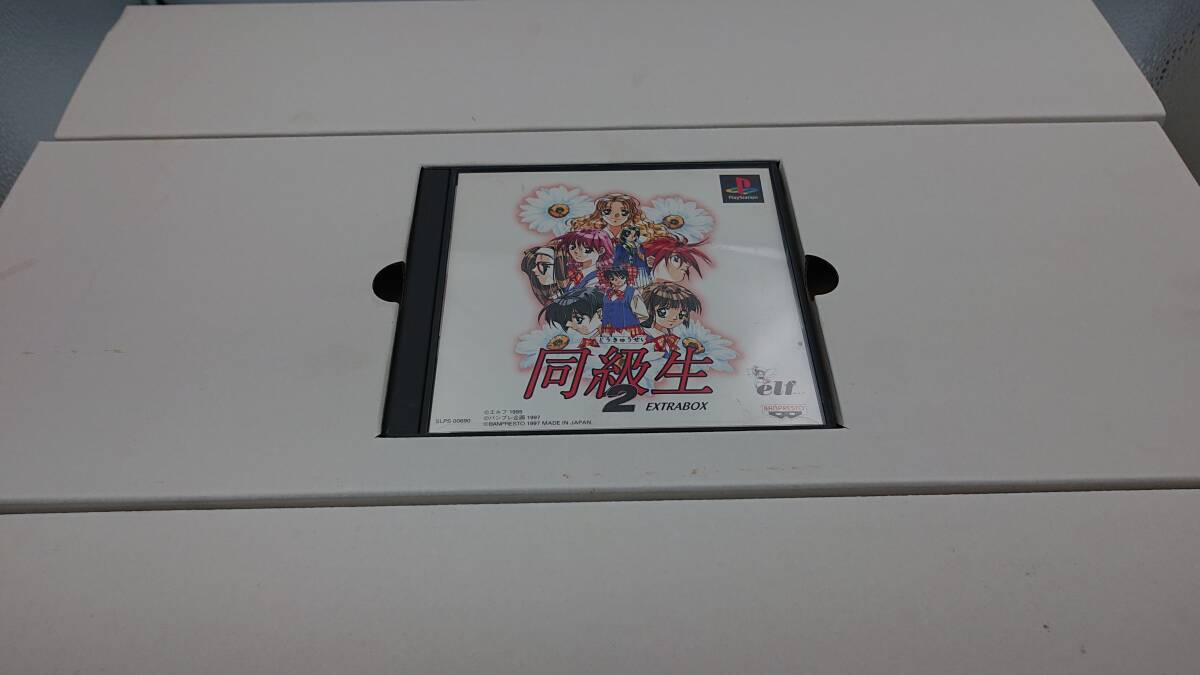 PlayStation
どうきゅうせい
同級生
2 EXTRABOX
elf
BANPRESTO
SLPS 00690
©エルフ 1995
©バンプレ企画 1997
©BANPRESTO 1997 MADE IN JAPAN